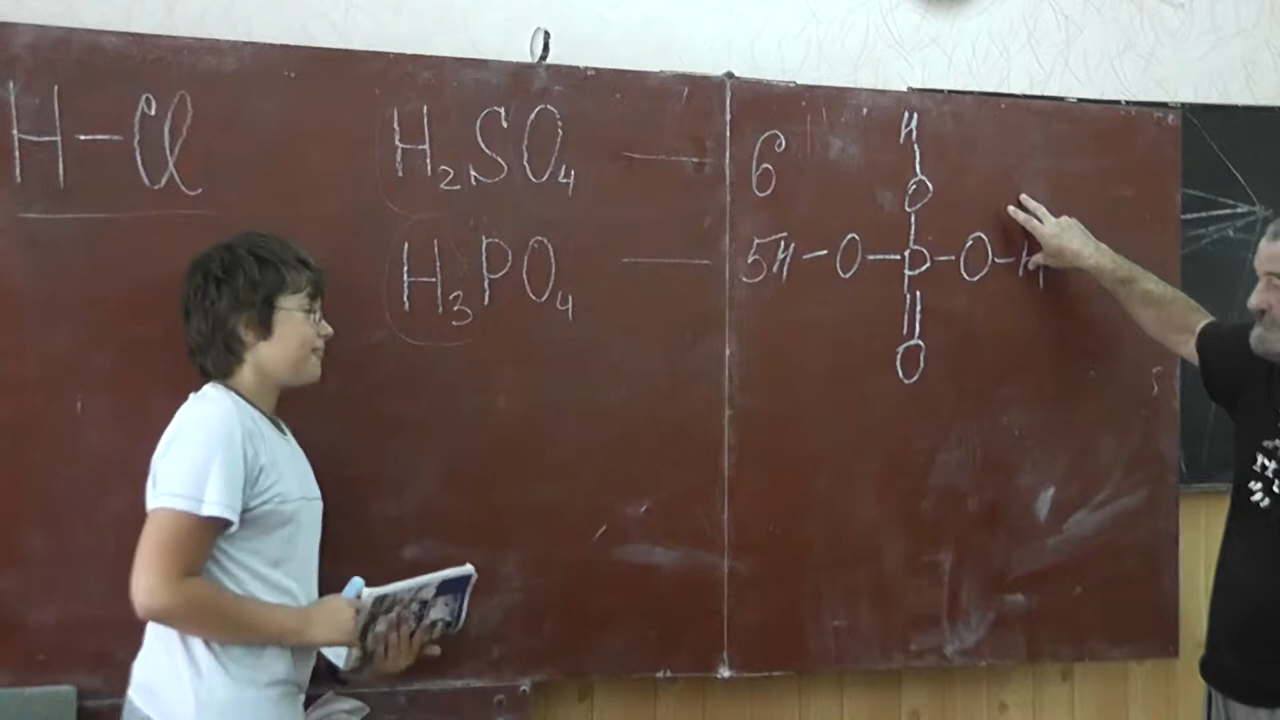 H-Cl H₂SO₄ — 6
H₃PO₄ — 5
H
O
H-O-P-O-H
O